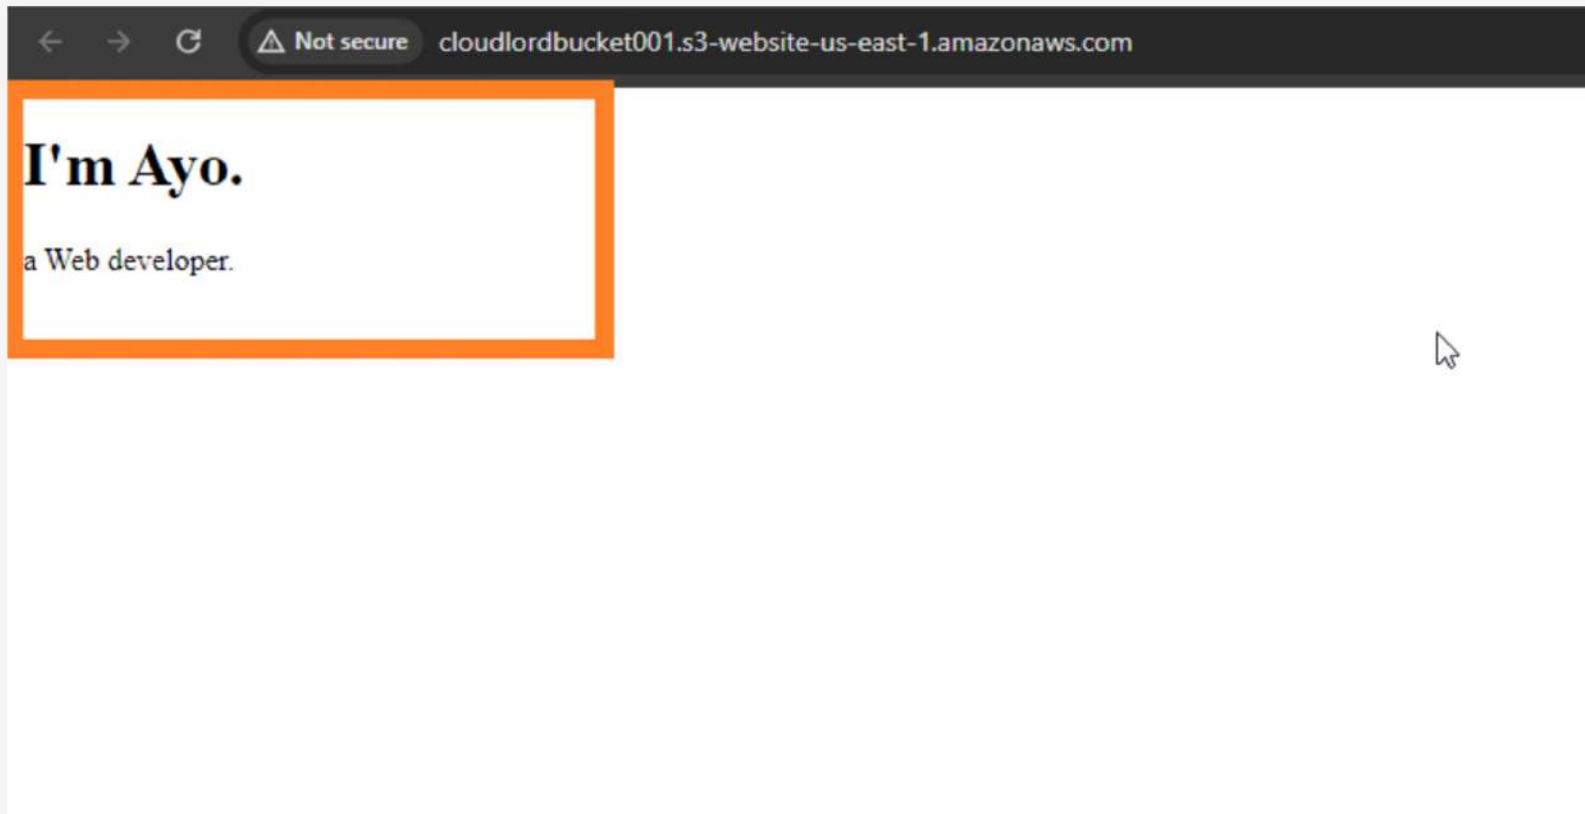 Not secure cloudlordbucket001.s3-website-us-east-1.amazonaws.com
I'm Ayo.
a Web developer.